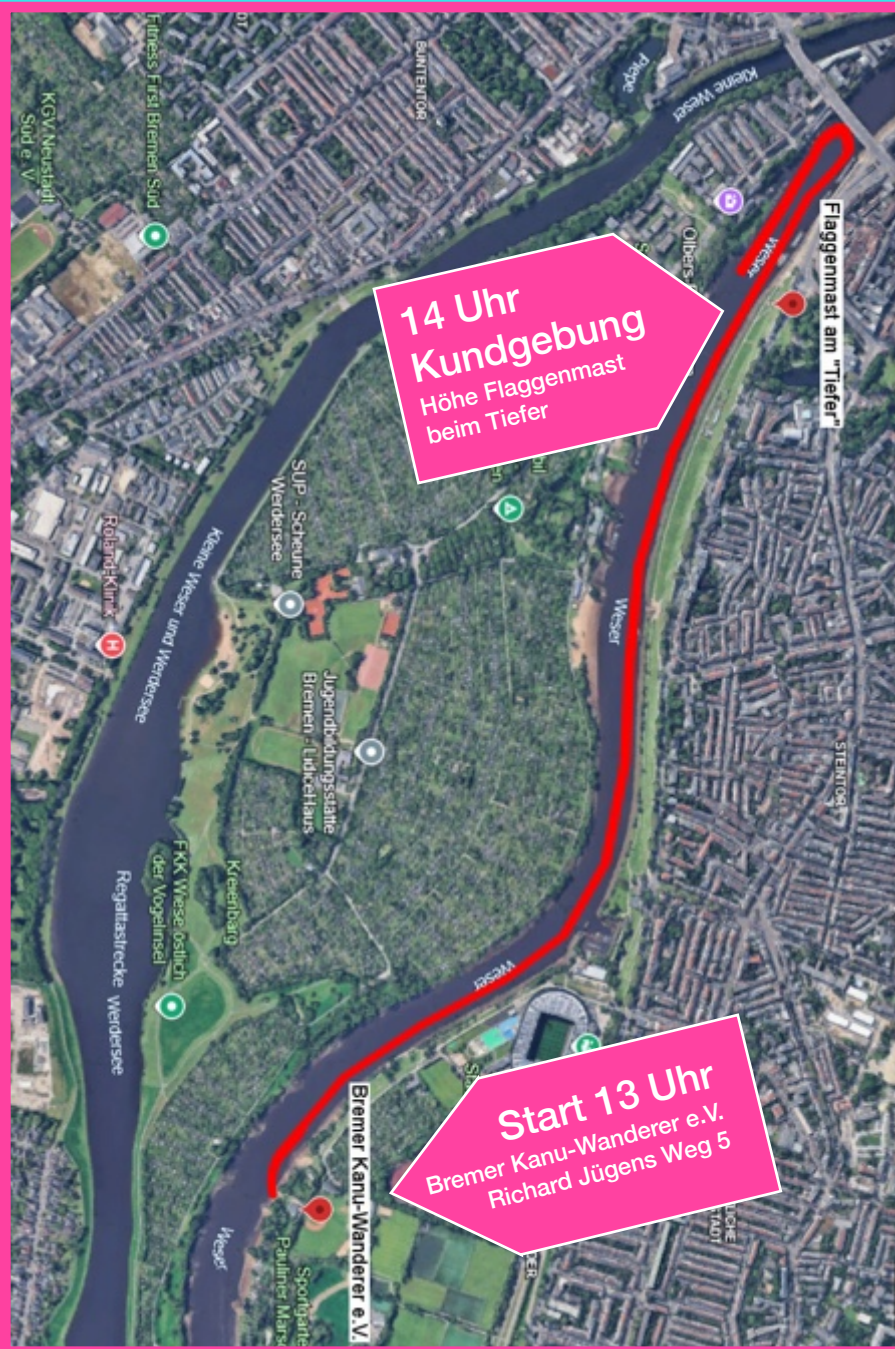 Fitness First Bremen Süd
KGV Neustadt
Süd e. V.
BUNTENTOR
Piepe
Kleine Weser
Weser
Flaggenmast am "Tiefer"
14 Uhr
Kundgebung
Höhe Flaggenmast
beim Tiefer
SUP - Scheune
Werdersee
Roland-Klinik
H
Kleine Weser und Werdersee
Weser
Jugendbildungsstätte
Bremen - LidiceHaus
STEINTOR
Kreienbarg
FKK Wiese östlich
der Vogelinsel
Regattastrecke Werdersee
Weser
Start 13 Uhr
Bremer Kanu-Wanderer e.V.
Richard Jügens Weg 5
Bremer Kanu-Wanderer e.V.
Weser